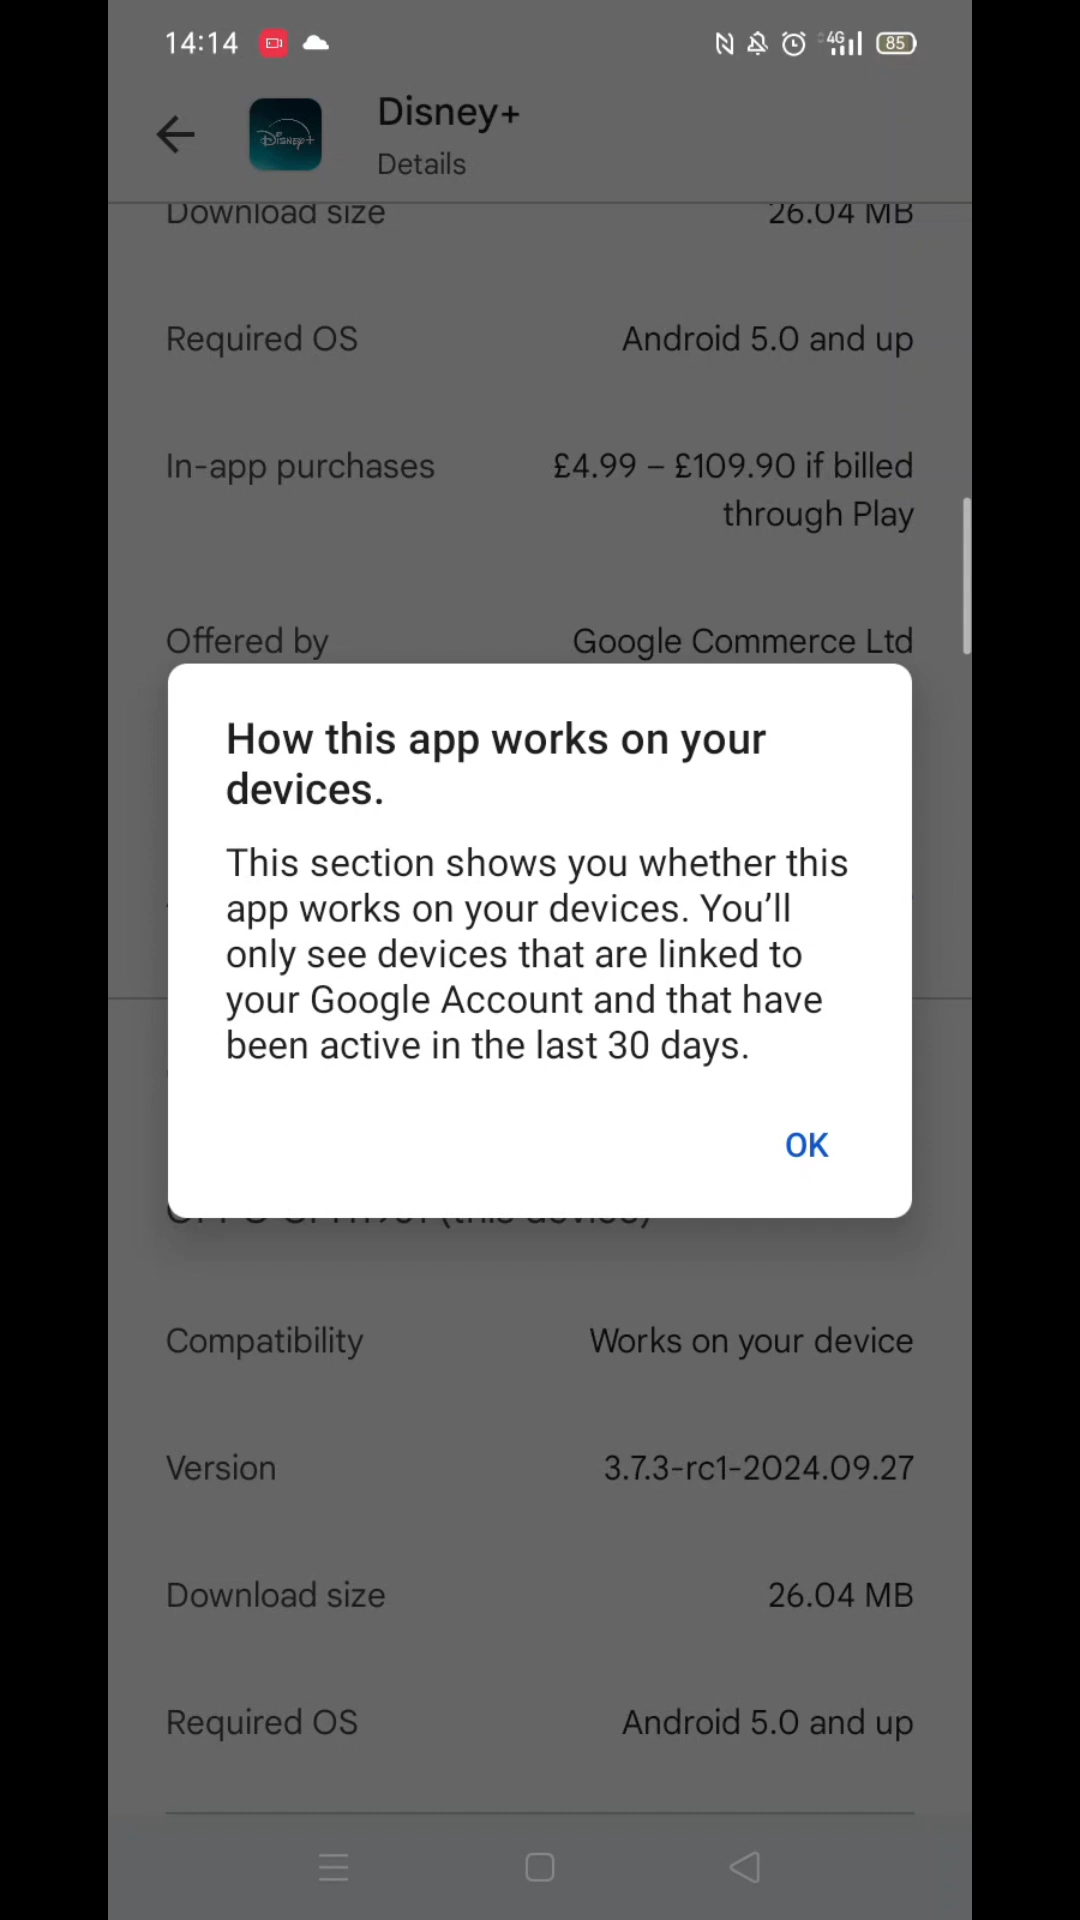 14:14 4G 85
Disney+
Disney+
Details
Download size 26.04 MB
Required OS Android 5.0 and up
In-app purchases £4.99 – £109.90 if billed
through Play
Offered by Google Commerce Ltd
How this app works on your
devices.
This section shows you whether this
app works on your devices. You’ll
only see devices that are linked to
your Google Account and that have
been active in the last 30 days.
OK
(this device)
Compatibility Works on your device
Version 3.7.3-rc1-2024.09.27
Download size 26.04 MB
Required OS Android 5.0 and up